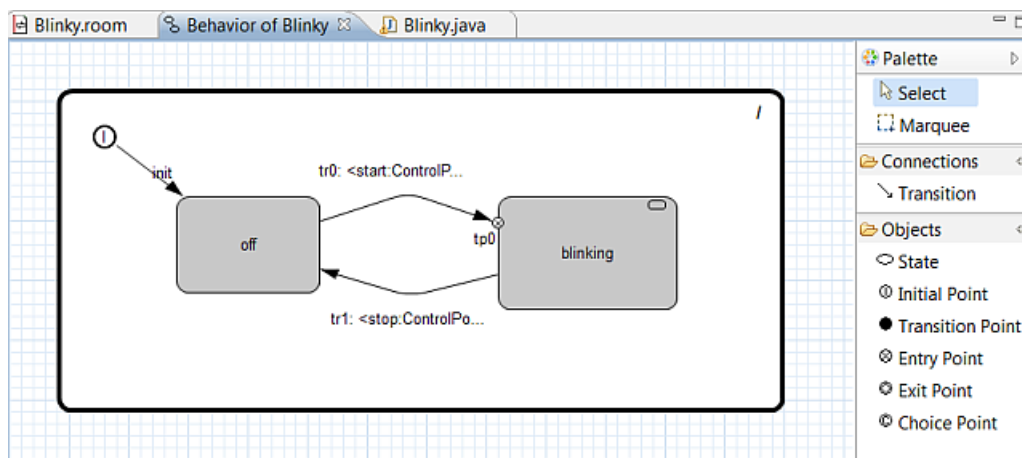 Blinky.room
Behavior of Blinky
Blinky.java
Palette
Select
Marquee
Connections
Transition
Objects
State
Initial Point
Transition Point
Entry Point
Exit Point
Choice Point
/
I
init
tr0: <start:ControlP...
off
tp0
blinking
tr1: <stop:ControlPo...